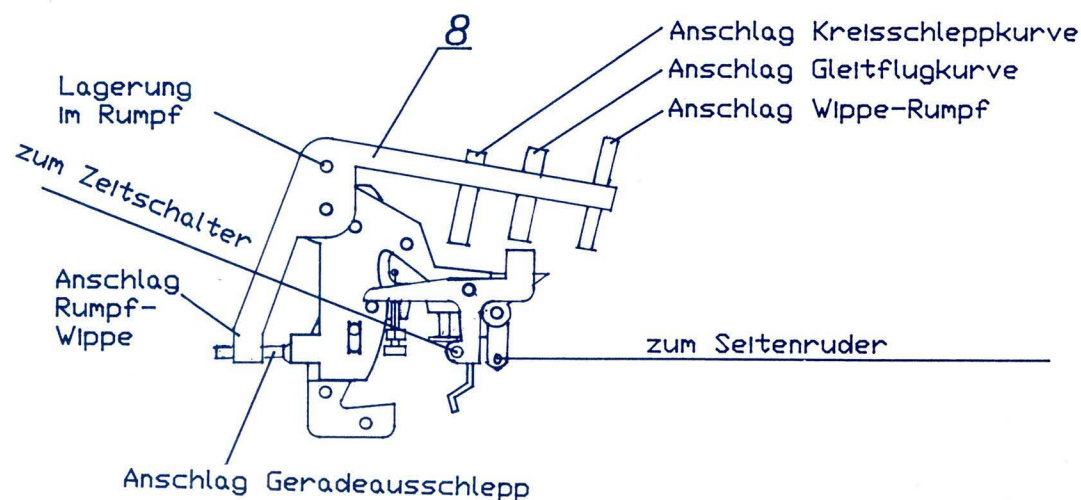 8
Anschlag Kreisschleppkurve
Anschlag Gleitflugkurve
Anschlag Wippe-Rumpf
Lagerung
im Rumpf
zum Zeitschalter
Anschlag
Rumpf-
Wippe
zum Seitenruder
Anschlag Geradeausschlepp